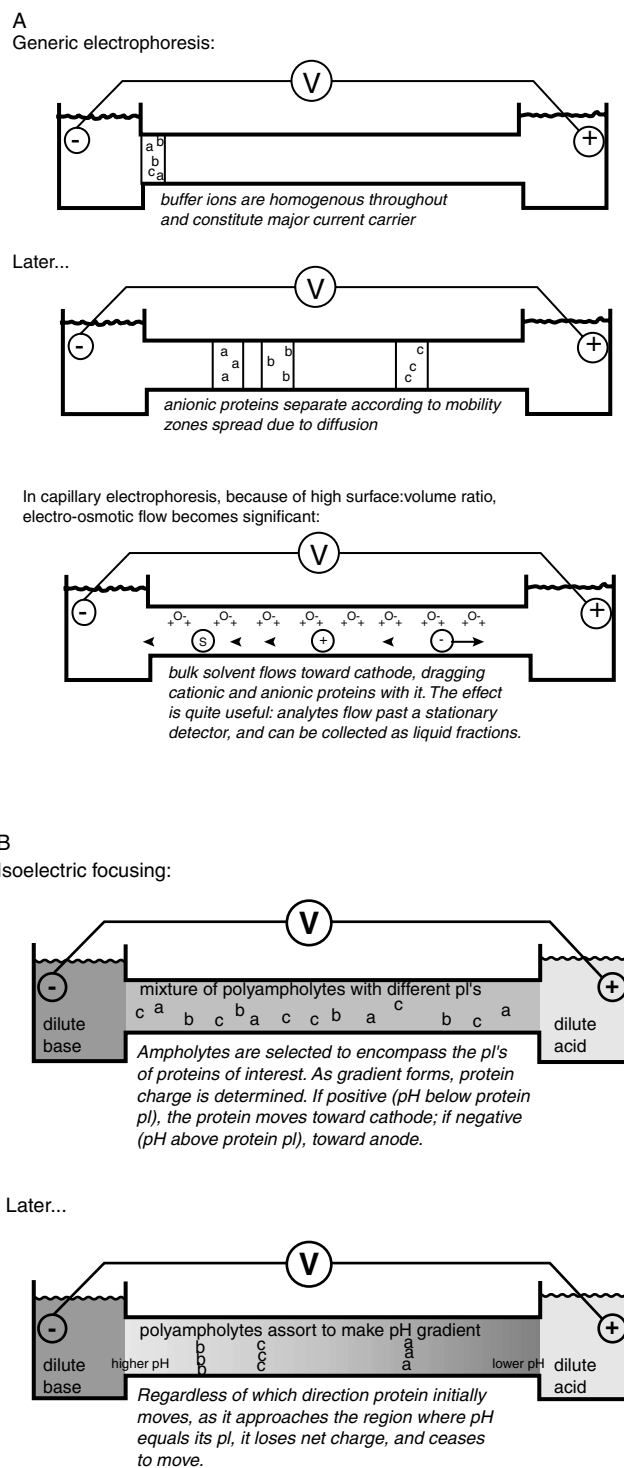 A
Generic electrophoresis:
V
-
+
a b
b
c a
buffer ions are homogenous throughout
and constitute major current carrier
Later...
V
-
+
a b c
a b b c
a b c
anionic proteins separate according to mobility
zones spread due to diffusion
In capillary electrophoresis, because of high surface:volume ratio,
electro-osmotic flow becomes significant:
V
-
+
+O-+ +O-+ +O-+ +O-+ +O-+ +O-+ +O-+ +O-+
S + -
bulk solvent flows toward cathode, dragging
cationic and anionic proteins with it. The effect
is quite useful: analytes flow past a stationary
detector, and can be collected as liquid fractions.
B
Isoelectric focusing:
V
-
+
mixture of polyampholytes with different pI's
c a b c b a c c b a c b c a
dilute
base
dilute
acid
Ampholytes are selected to encompass the pI's
of proteins of interest. As gradient forms, protein
charge is determined. If positive (pH below protein
pI), the protein moves toward cathode; if negative
(pH above protein pI), toward anode.
Later...
V
-
+
polyampholytes assort to make pH gradient
b c a
b c a
b c a
dilute
base
higher pH
lower pH
dilute
acid
Regardless of which direction protein initially
moves, as it approaches the region where pH
equals its pI, it loses net charge, and ceases
to move.